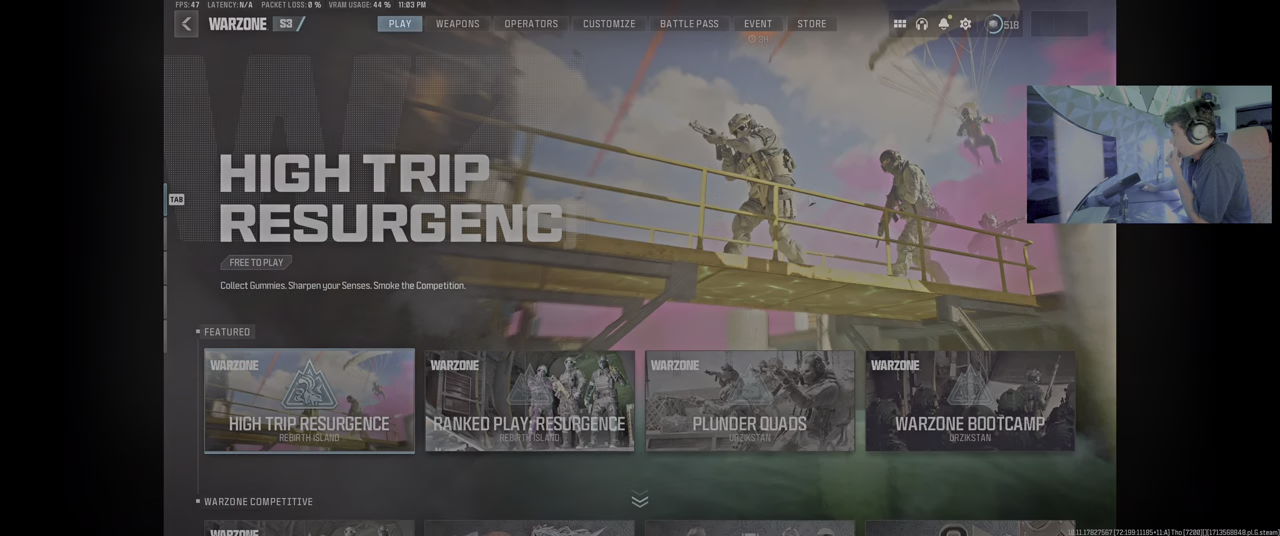 FPS: 47 LATENCY: N/A PACKET LOSS: 0 % VRAM USAGE: 44 % 11:03 PM
WARZONE S3 PLAY WEAPONS OPERATORS CUSTOMIZE BATTLE PASS EVENT STORE 518
8H
TAB
HIGH TRIP
RESURGENC
FREE TO PLAY
Collect Gummies. Sharpen your Senses. Smoke the Competition.
FEATURED
WARZONE WARZONE WARZONE WARZONE
HIGH TRIP RESURGENCE RANKED PLAY: RESURGENCE PLUNDER QUADS WARZONE BOOTCAMP
REBIRTH ISLAND REBIRTH ISLAND URZIKSTAN URZIKSTAN
WARZONE COMPETITIVE
WARZONE